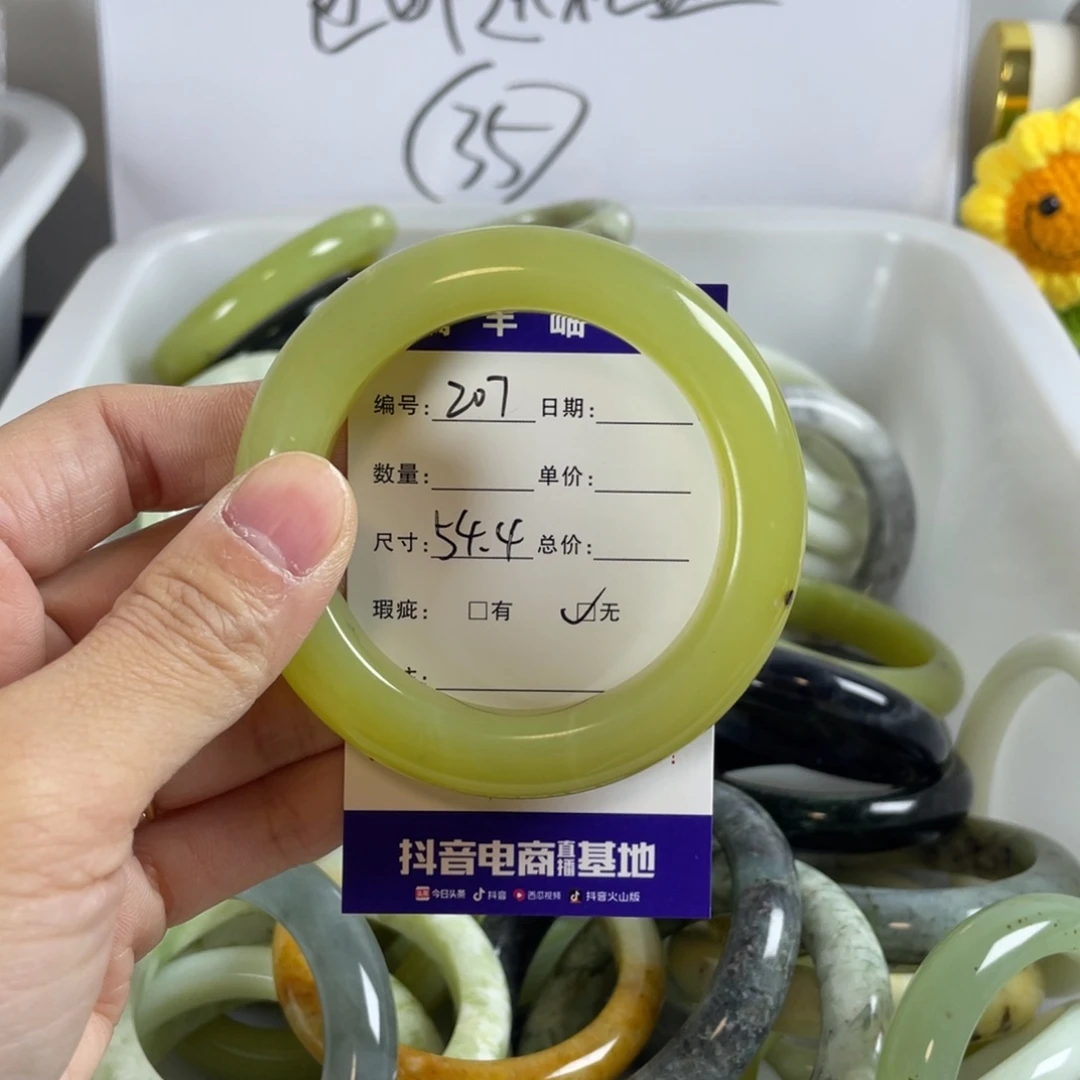 35
编号: 207 日期:
数量: 单价:
尺寸: 54.4 总价:
瑕疵: □有 ☑无
抖音电商直播基地
头条 今日头条 抖音 西瓜视频 抖音火山版